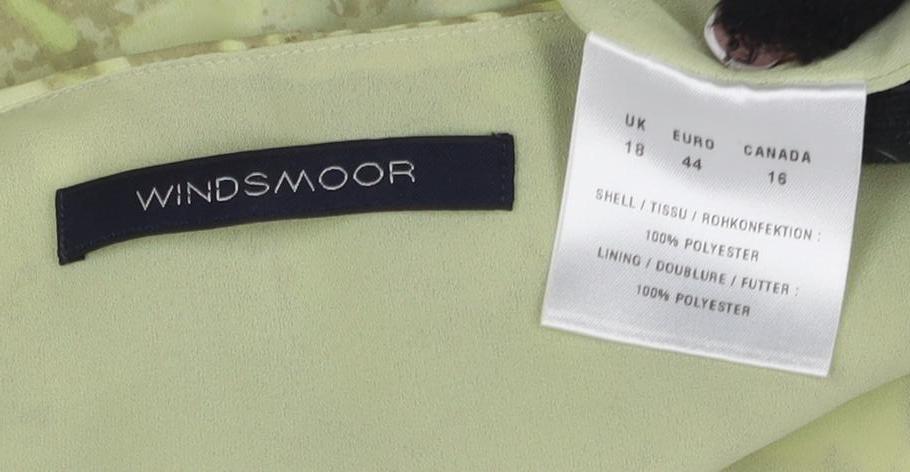 WINDSMOOR
UK EURO CANADA
18 44 16
SHELL / TISSU / ROHKONFEKTION :
100% POLYESTER
LINING / DOUBLURE / FUTTER :
100% POLYESTER